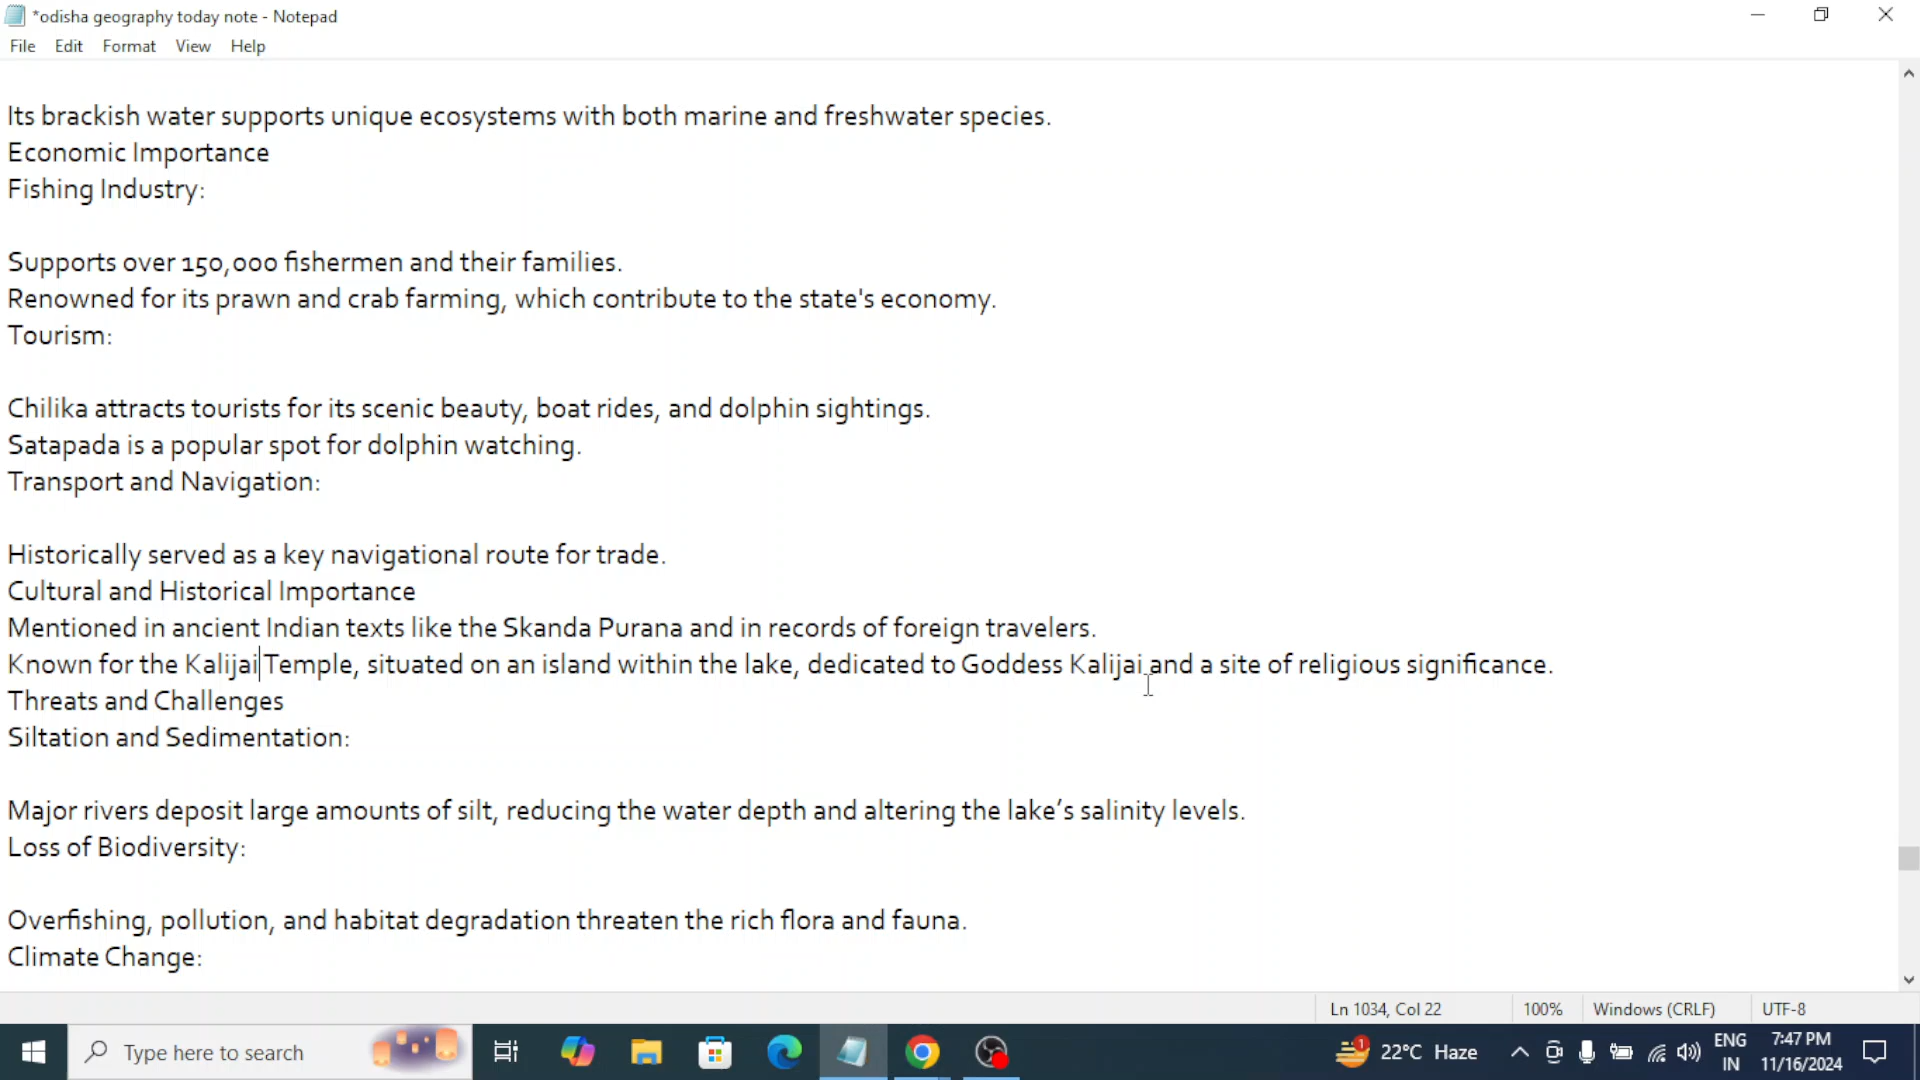 *odisha geography today note - Notepad
File Edit Format View Help
Its brackish water supports unique ecosystems with both marine and freshwater species.
Economic Importance
Fishing Industry:
Supports over 150,000 fishermen and their families.
Renowned for its prawn and crab farming, which contribute to the state's economy.
Tourism:
Chilika attracts tourists for its scenic beauty, boat rides, and dolphin sightings.
Satapada is a popular spot for dolphin watching.
Transport and Navigation:
Historically served as a key navigational route for trade.
Cultural and Historical Importance
Mentioned in ancient Indian texts like the Skanda Purana and in records of foreign travelers.
Known for the Kalijai Temple, situated on an island within the lake, dedicated to Goddess Kalijai and a site of religious significance.
Threats and Challenges
Siltation and Sedimentation:
Major rivers deposit large amounts of silt, reducing the water depth and altering the lake’s salinity levels.
Loss of Biodiversity:
Overfishing, pollution, and habitat degradation threaten the rich flora and fauna.
Climate Change:
Ln 1034, Col 22 100% Windows (CRLF) UTF-8
Type here to search 1 22°C Haze ENG IN 7:47 PM 11/16/2024